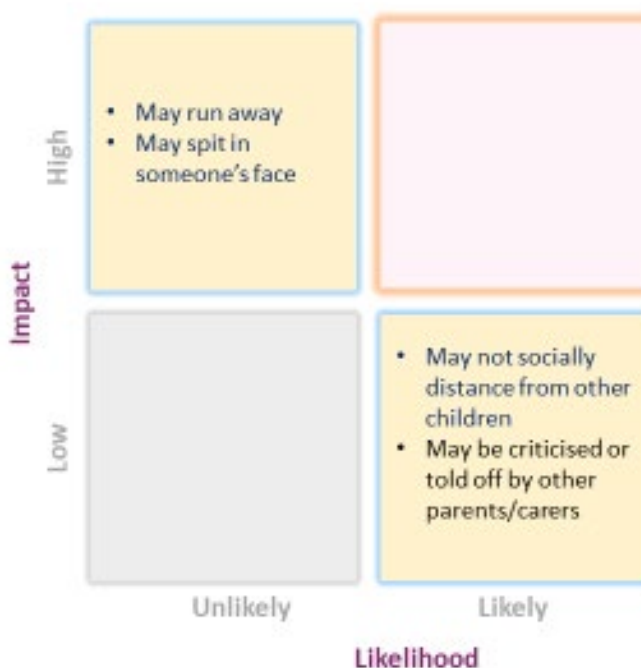 High
• May run away
• May spit in
someone's face
Impact
Low
• May not socially
distance from other
children
• May be criticised or
told off by other
parents/carers
Unlikely
Likely
Likelihood